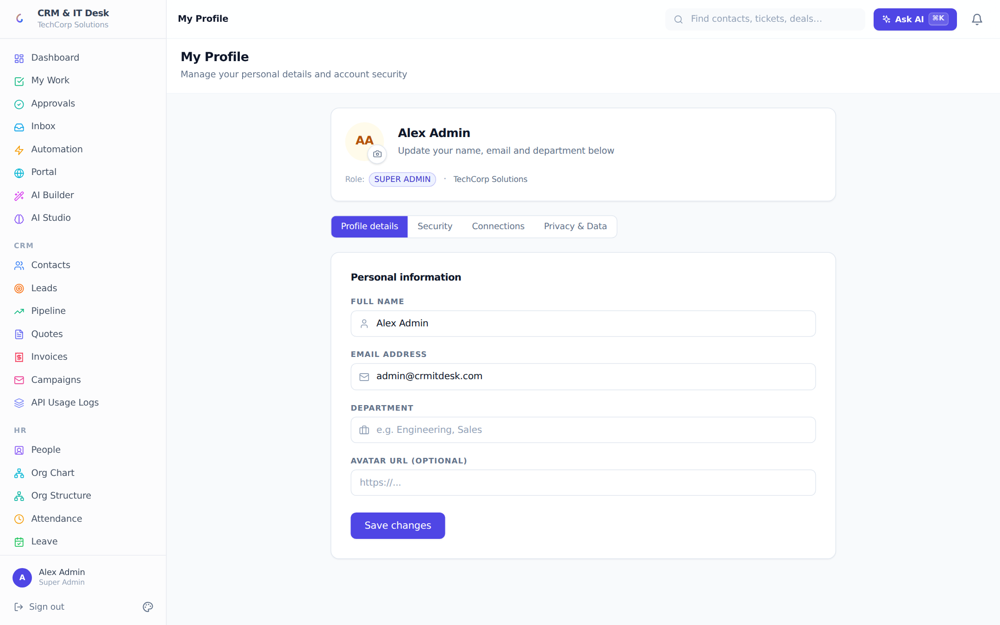 CRM & IT Desk
TechCorp Solutions
My Profile
Find contacts, tickets, deals...
Ask AI ⌘K
Dashboard
My Work
Approvals
Inbox
Automation
Portal
AI Builder
AI Studio
CRM
Contacts
Leads
Pipeline
Quotes
Invoices
Campaigns
API Usage Logs
HR
People
Org Chart
Org Structure
Attendance
Leave
A
Alex Admin
Super Admin
Sign out
My Profile
Manage your personal details and account security
AA
Alex Admin
Update your name, email and department below
Role: SUPER ADMIN · TechCorp Solutions
Profile details Security Connections Privacy & Data
Personal information
FULL NAME
Alex Admin
EMAIL ADDRESS
admin@crmitdesk.com
DEPARTMENT
e.g. Engineering, Sales
AVATAR URL (OPTIONAL)
https://...
Save changes